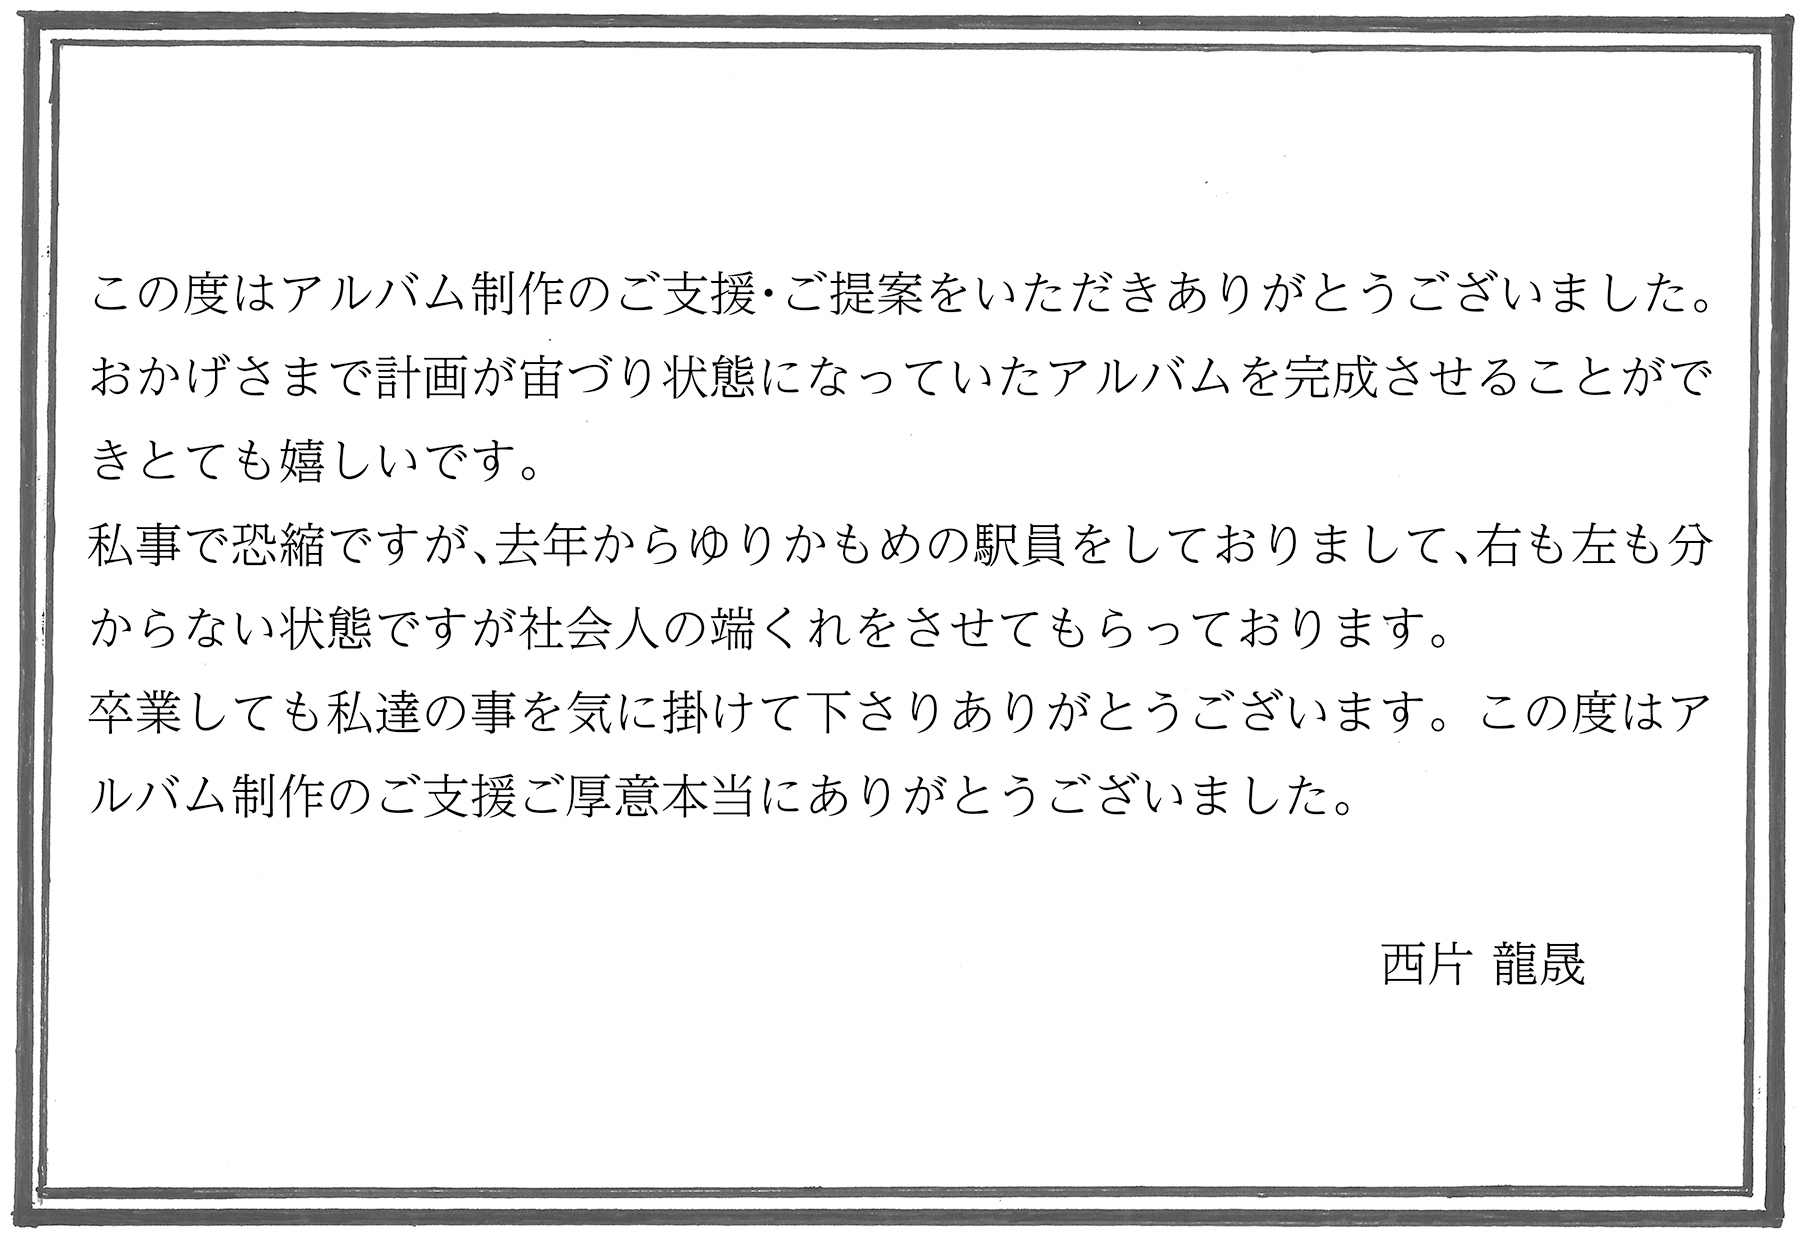 この度はアルバム制作のご支援・ご提案をいただきありがとうございました。
おかげさまで計画が宙づり状態になっていたアルバムを完成させることがで
きとても嬉しいです。
私事で恐縮ですが、去年からゆりかもめの駅員をしておりまして、右も左も分
からない状態ですが社会人の端くれをさせてもらっております。
卒業しても私達の事を気に掛けて下さりありがとうございます。この度はア
ルバム制作のご支援ご厚意本当にありがとうございました。
西片 龍晟